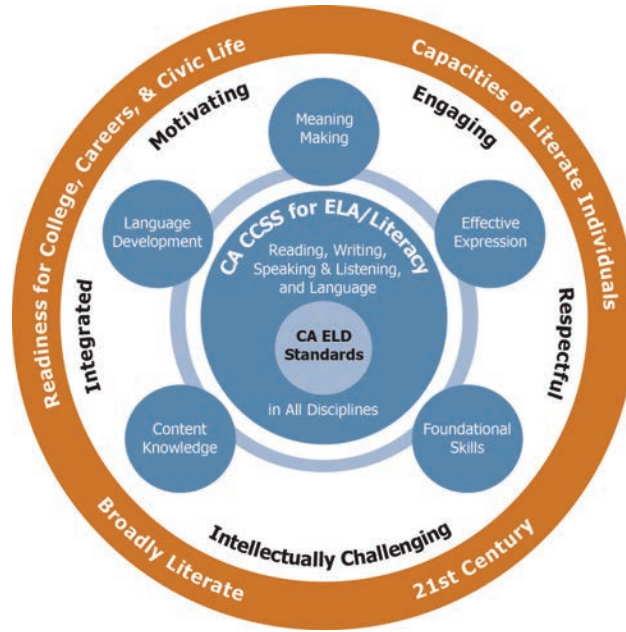 Readiness for College, Careers, & Civic Life
Capacities of Literate Individuals
Motivating
Engaging
Meaning
Making
Language
Development
Effective
Expression
CA CCSS for ELA/Literacy
Reading, Writing,
Speaking & Listening,
and Language
CA ELD
Standards
in All Disciplines
Integrated
Respectful
Content
Knowledge
Foundational
Skills
Intellectually Challenging
Broadly Literate
21st Century